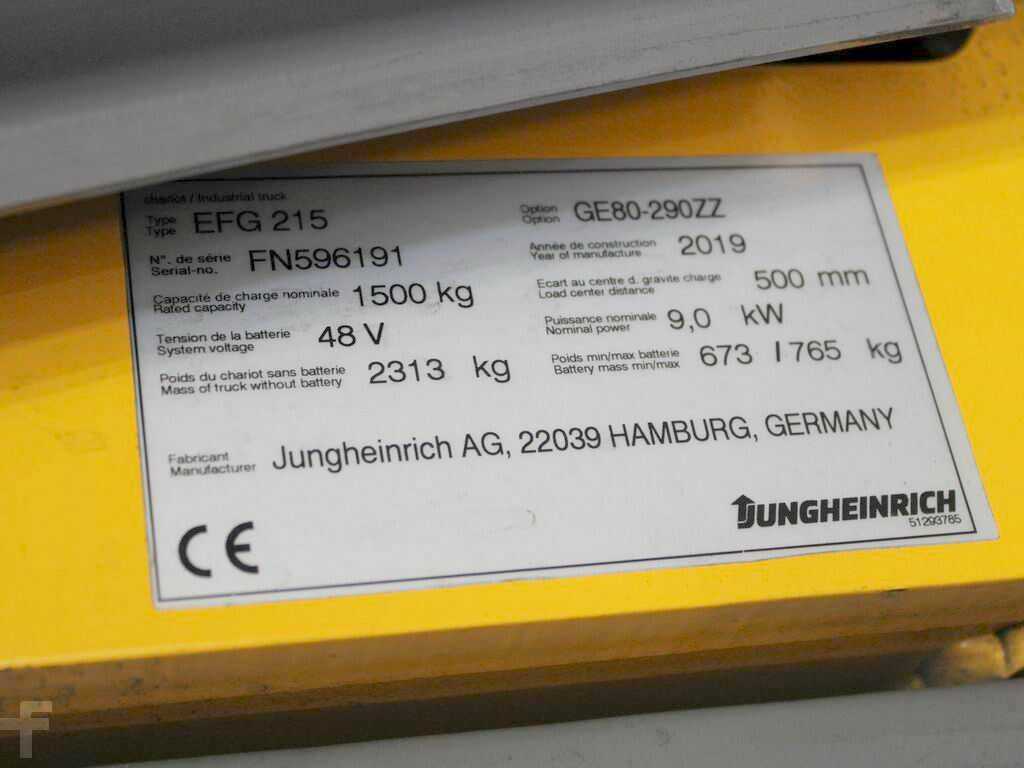 chariot / Industrial truck
Type
Type EFG 215
Option
Option GE80-290ZZ
N°. de série
Serial-no. FN596191
Année de construction
Year of manufacture 2019
Capacité de charge nominale
Rated capacity 1500 kg
Ecart au centre d. gravite charge
Load center distance 500 mm
Tension de la batterie
System voltage 48 V
Puissance nominale
Nominal power 9,0 kW
Poids du chariot sans batterie
Mass of truck without battery 2313 kg
Poids min/max batterie
Battery mass min/max 673 / 765 kg
Fabricant
Manufacturer Jungheinrich AG, 22039 HAMBURG, GERMANY
CE
JUNGHEINRICH
51293785
F